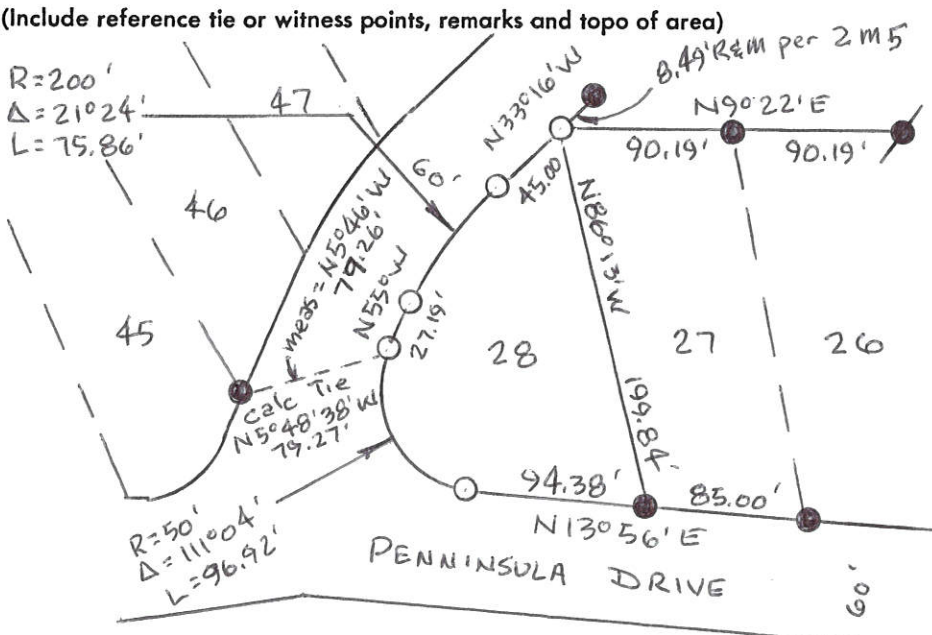 (Include reference tie or witness points, remarks and topo of area)
R=200'
Δ=21°24'
L=75.86'
47
46
45
60'
N33°16'W
45.00
8.49' R&M per 2 m 5
N9°22'E
90.19'
90.19'
meas = N5°46'W
79.26'
N55°W
27.19'
Calc Tie
N5°48'38"W
79.27'
28
N86°13'W
199.84'
27
26
R=50'
Δ=111°04'
L=96.92'
94.38'
85.00'
N13°56'E
PENNINSULA DRIVE
60'